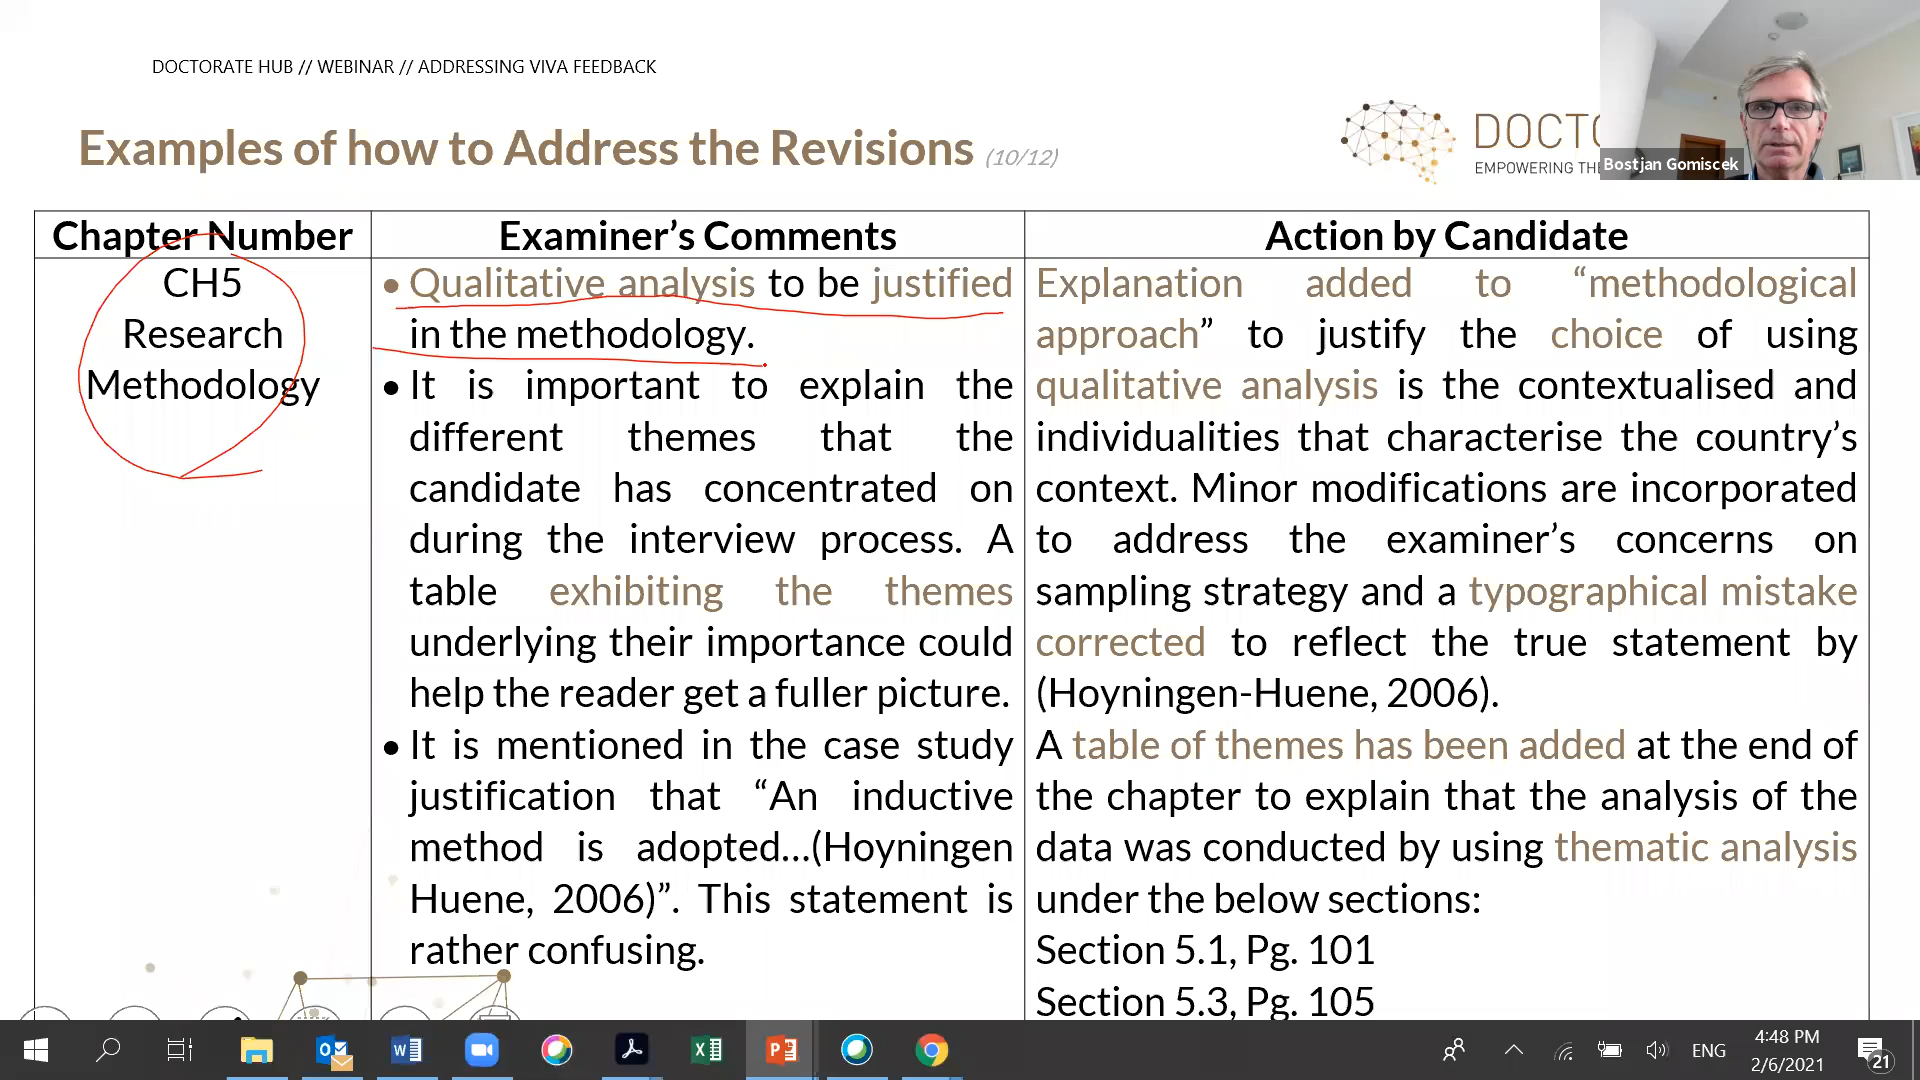 DOCTORATE HUB // WEBINAR // ADDRESSING VIVA FEEDBACK
Examples of how to Address the Revisions (10/12)
DOCTO
EMPOWERING THE
Bostjan Gomiscek
Chapter Number
Examiner's Comments
Action by Candidate
CH5
Research
Methodology
• Qualitative analysis to be justified
in the methodology.
• It is important to explain the
different themes that the
candidate has concentrated on
during the interview process. A
table exhibiting the themes
underlying their importance could
help the reader get a fuller picture.
• It is mentioned in the case study
justification that “An inductive
method is adopted...(Hoyningen
Huene, 2006)”. This statement is
rather confusing.
Explanation added to “methodological
approach” to justify the choice of using
qualitative analysis is the contextualised and
individualities that characterise the country’s
context. Minor modifications are incorporated
to address the examiner’s concerns on
sampling strategy and a typographical mistake
corrected to reflect the true statement by
(Hoyningen-Huene, 2006).
A table of themes has been added at the end of
the chapter to explain that the analysis of the
data was conducted by using thematic analysis
under the below sections:
Section 5.1, Pg. 101
Section 5.3, Pg. 105
ENG
4:48 PM
2/6/2021
21